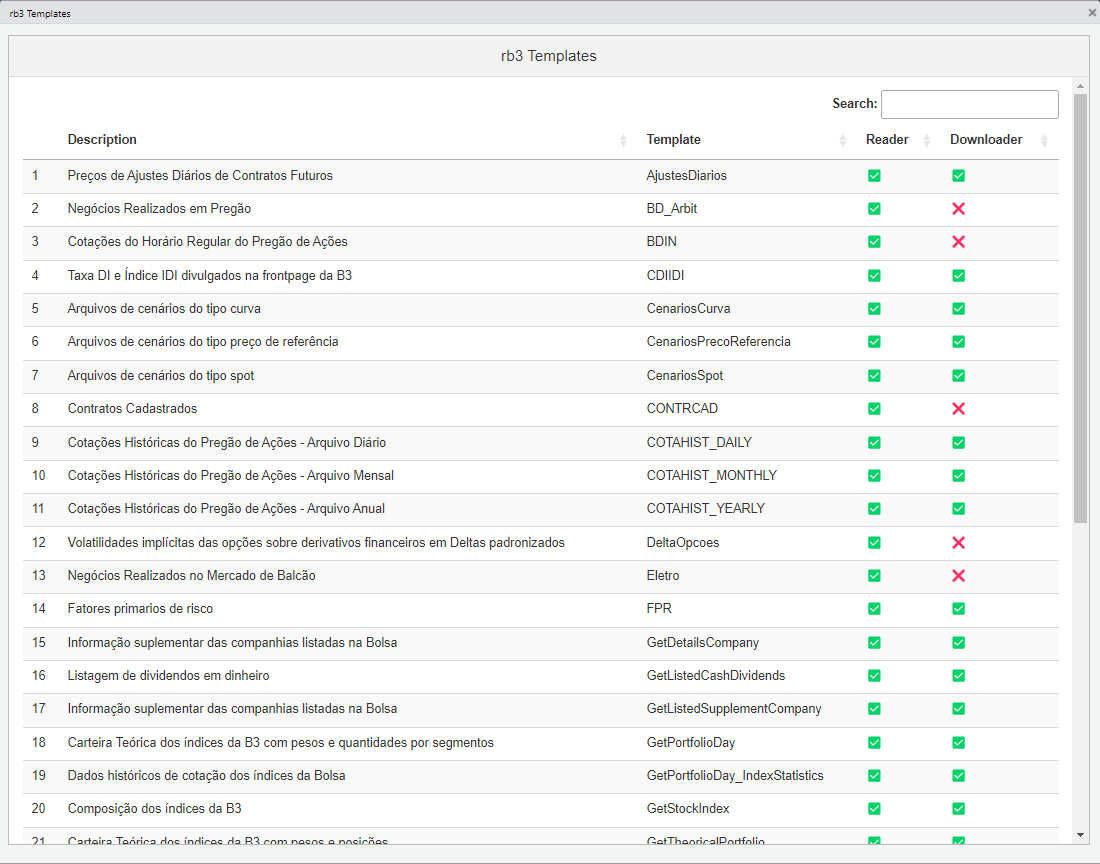 rb3 Templates
rb3 Templates
Search:
Description Template Reader Downloader
1 Preços de Ajustes Diários de Contratos Futuros AjustesDiarios
2 Negócios Realizados em Pregão BD_Arbit
3 Cotações do Horário Regular do Pregão de Ações BDIN
4 Taxa DI e Índice IDI divulgados na frontpage da B3 CDIIDI
5 Arquivos de cenários do tipo curva CenariosCurva
6 Arquivos de cenários do tipo preço de referência CenariosPrecoReferencia
7 Arquivos de cenários do tipo spot CenariosSpot
8 Contratos Cadastrados CONTRCAD
9 Cotações Históricas do Pregão de Ações - Arquivo Diário COTAHIST_DAILY
10 Cotações Históricas do Pregão de Ações - Arquivo Mensal COTAHIST_MONTHLY
11 Cotações Históricas do Pregão de Ações - Arquivo Anual COTAHIST_YEARLY
12 Volatilidades implícitas das opções sobre derivativos financeiros em Deltas padronizados DeltaOpcoes
13 Negócios Realizados no Mercado de Balcão Eletro
14 Fatores primarios de risco FPR
15 Informação suplementar das companhias listadas na Bolsa GetDetailsCompany
16 Listagem de dividendos em dinheiro GetListedCashDividends
17 Informação suplementar das companhias listadas na Bolsa GetListedSupplementCompany
18 Carteira Teórica dos índices da B3 com pesos e quantidades por segmentos GetPortfolioDay
19 Dados históricos de cotação dos índices da Bolsa GetPortfolioDay_IndexStatistics
20 Composição dos índices da B3 GetStockIndex
21 Carteira Teórica dos índices da B3 com pesos e posições GetTheoricalPortfolio